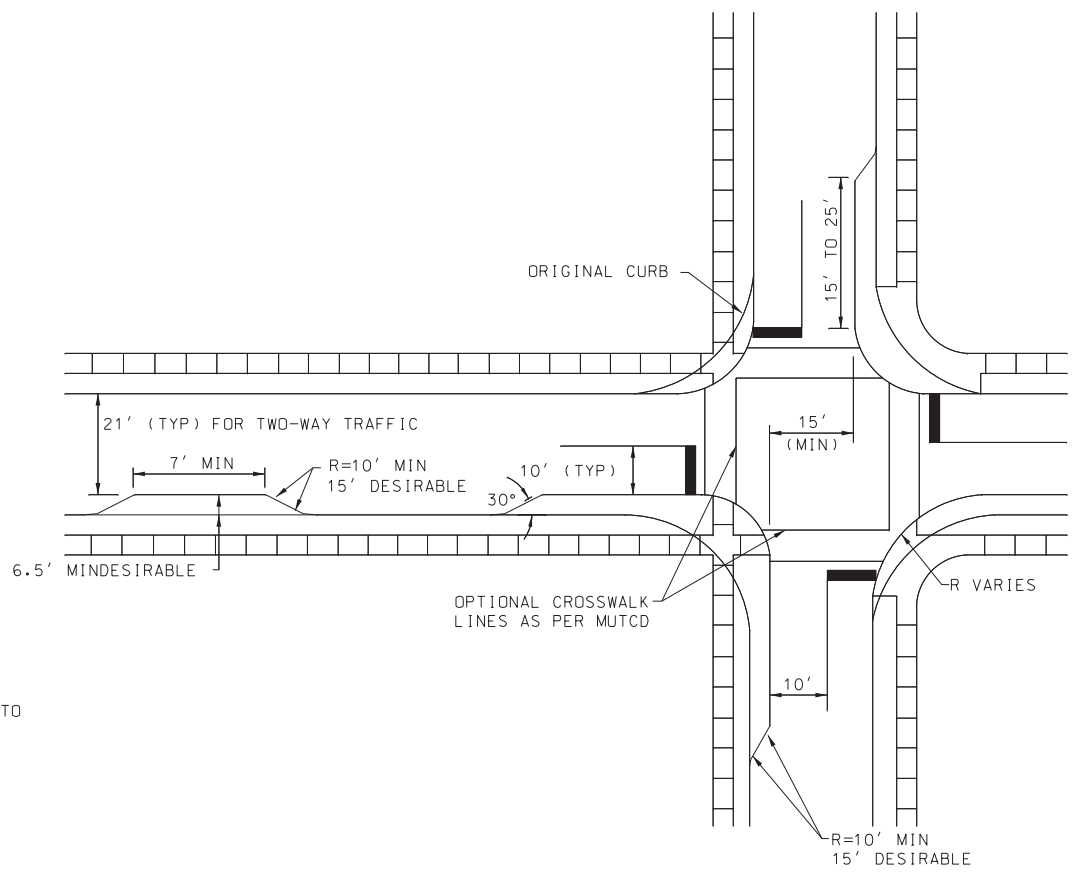 ORIGINAL CURB
15' TO 25'
21' (TYP) FOR TWO-WAY TRAFFIC
15'
(MIN)
7' MIN
R=10' MIN
15' DESIRABLE
10' (TYP)
30°
6.5' MINDESIRABLE
OPTIONAL CROSSWALK
LINES AS PER MUTCD
R VARIES
10'
TO
R=10' MIN
15' DESIRABLE